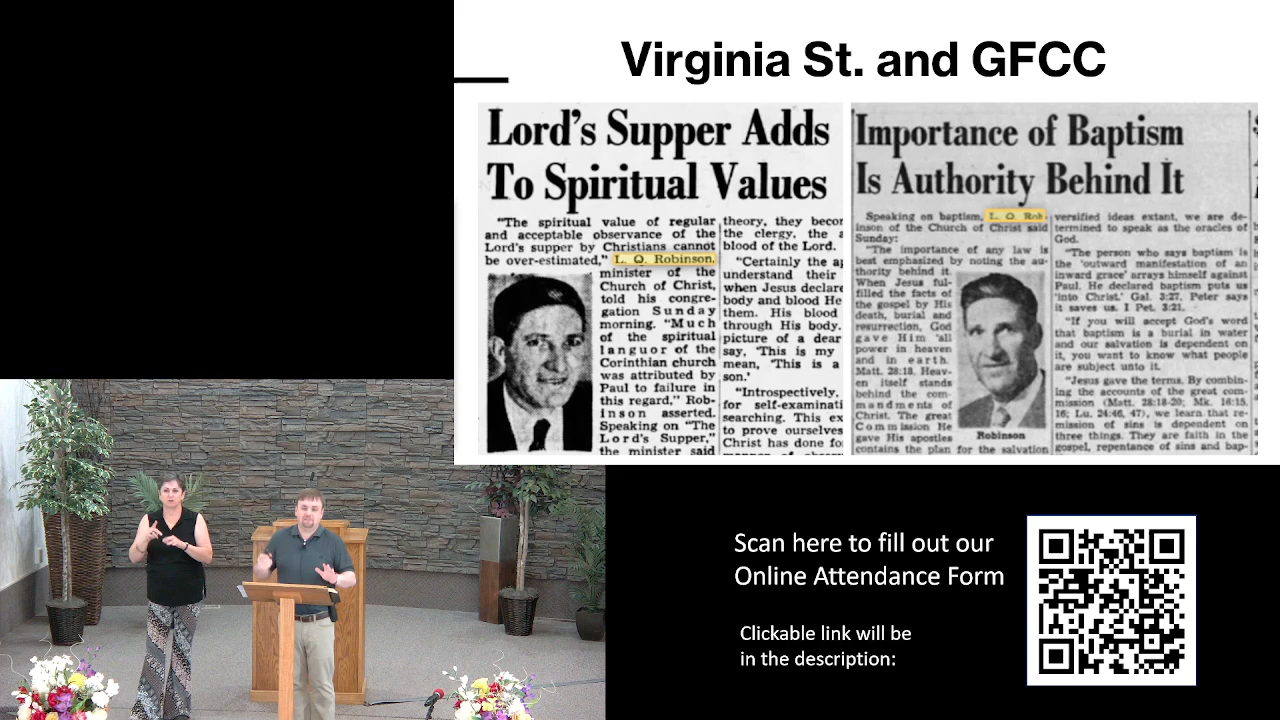 Virginia St. and GFCC
Lord's Supper Adds
To Spiritual Values
"The spiritual value of regular
and acceptable observance of the
Lord's supper by Christians cannot
be over-estimated," L. Q. Robinson,
minister of the
Church of Christ,
told his congre-
gation Sunday
morning. "Much
of the spiritual
languor of the
Corinthian church
was attributed by
Paul to failure in
this regard," Rob-
inson asserted.
Speaking on "The
Lord's Supper,"
the minister said
theory, they becor
the clergy, the a
blood of the Lord.
"Certainly the ap
understand their
when Jesus declare
body and blood He
them. His blood
through His body.
picture of a dear
say, 'This is my
mean, 'This is a
son.'
"Introspectively,
for self-examinati
searching. This ex
to prove ourselves
Christ has done fo
Importance of Baptism
Is Authority Behind It
Speaking on baptism, L. Q. Rob-
inson of the Church of Christ said
Sunday:
"The importance of any law is
best emphasized by noting the au-
thority behind it.
When Jesus ful-
filled the facts of
the gospel by His
death, burial and
resurrection, God
gave Him 'all
power in heaven
and in earth.
Matt. 28:18. Heav-
en itself stands
behind the com-
mandments of
Christ. The great
Commission He
gave His apostles
contains the plan for the salvation
Robinson
versified ideas extant, we are de-
termined to speak as the oracles of
God.
"The person who says baptism is
the 'outward manifestation of an
inward grace' arrays himself against
Paul. He declared baptism puts us
'into Christ.' Gal. 3:27. Peter says
it saves us. I Pet. 3:21.
"If you will accept God's word
that baptism is a burial in water
and our salvation is dependent on
it, you want to know what people
are subject unto it.
"Jesus gave the terms. By combin-
ing the accounts of the great com-
mission (Matt. 28:18-20; Mk. 16:15,
16; Lu. 24:46, 47), we learn that re-
mission of sins is dependent on
three things. They are faith in the
gospel, repentance of sins and bap-
Scan here to fill out our
Online Attendance Form
Clickable link will be
in the description: